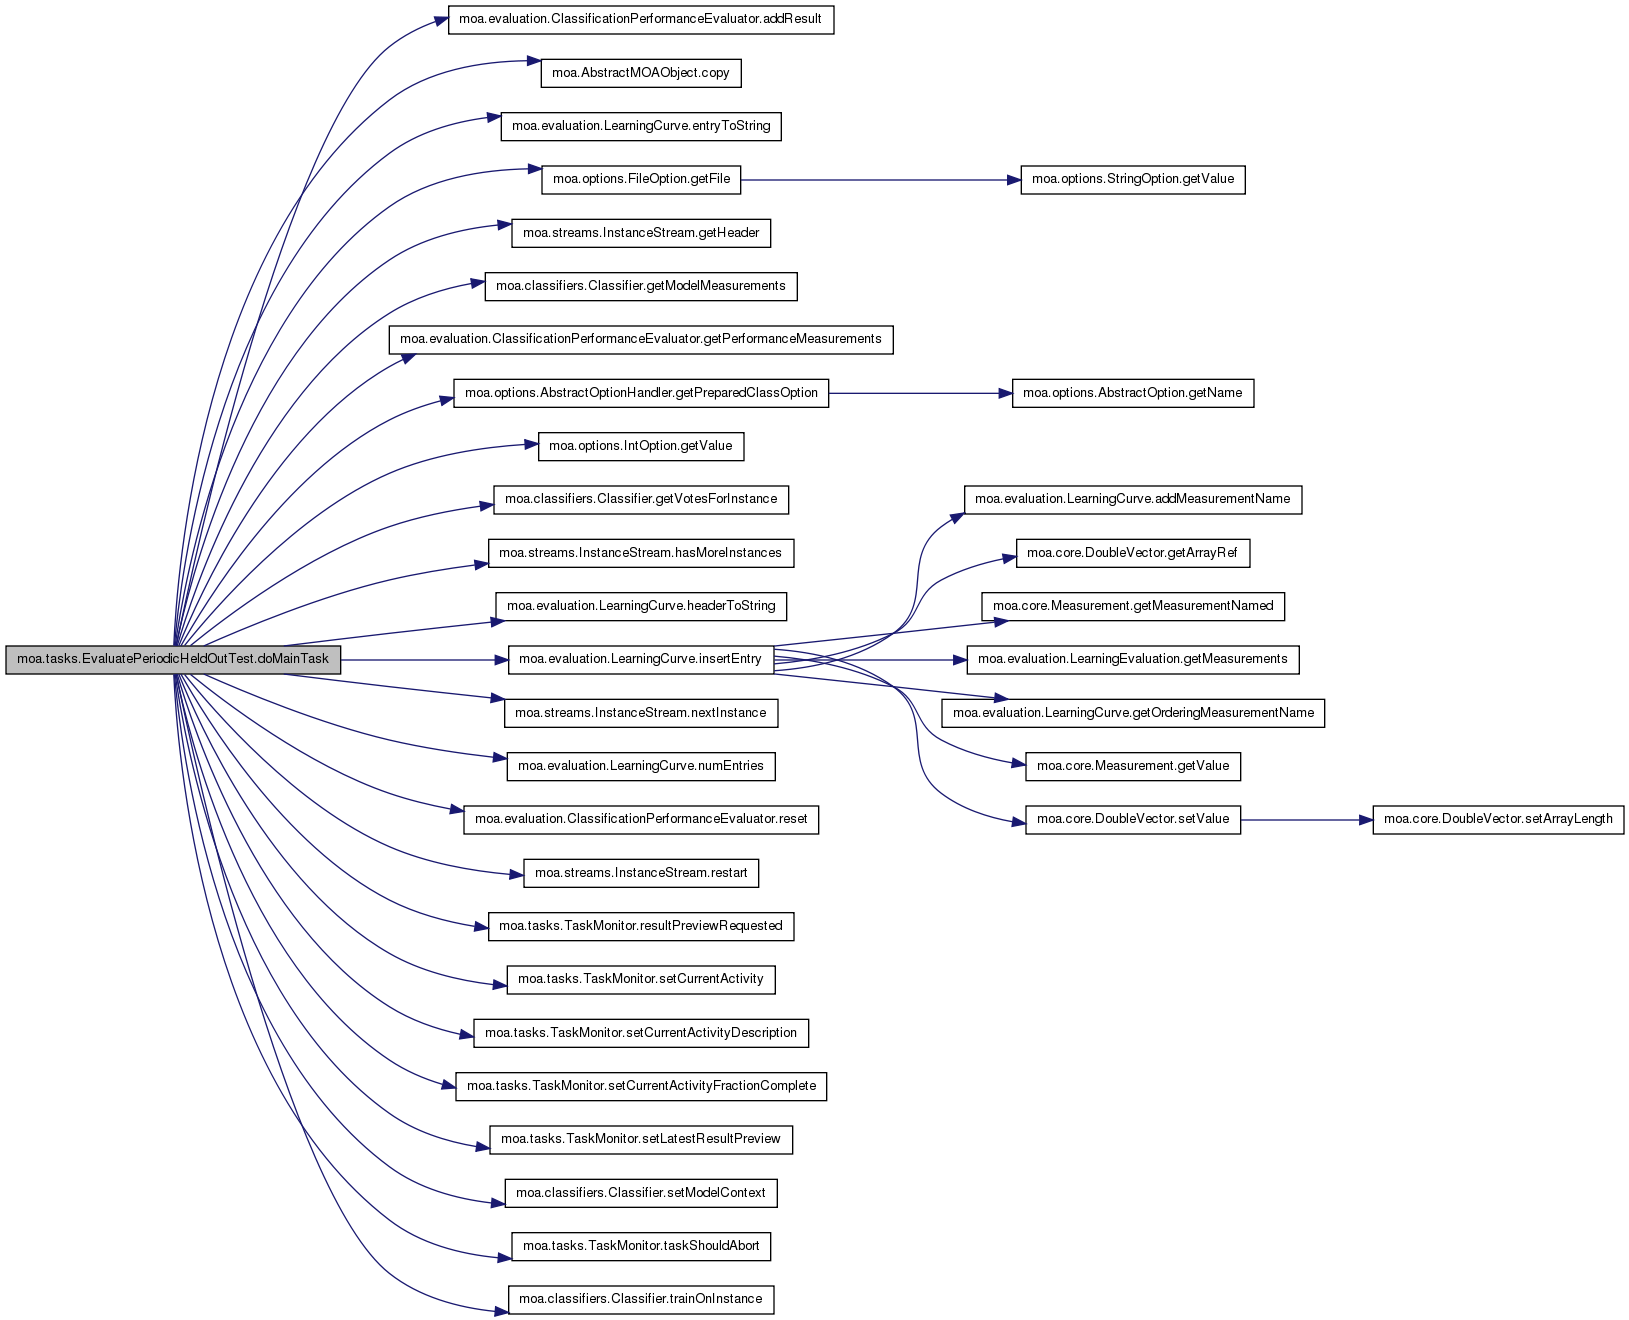 moa.evaluation.ClassificationPerformanceEvaluator.addResult
moa.AbstractMOAObject.copy
moa.evaluation.LearningCurve.entryToString
moa.options.FileOption.getFile
moa.options.StringOption.getValue
moa.streams.InstanceStream.getHeader
moa.classifiers.Classifier.getModelMeasurements
moa.evaluation.ClassificationPerformanceEvaluator.getPerformanceMeasurements
moa.options.AbstractOptionHandler.getPreparedClassOption
moa.options.AbstractOption.getName
moa.options.IntOption.getValue
moa.classifiers.Classifier.getVotesForInstance
moa.evaluation.LearningCurve.addMeasurementName
moa.streams.InstanceStream.hasMoreInstances
moa.core.DoubleVector.getArrayRef
moa.evaluation.LearningCurve.headerToString
moa.core.Measurement.getMeasurementNamed
moa.tasks.EvaluatePeriodicHeldOutTest.doMainTask
moa.evaluation.LearningCurve.insertEntry
moa.evaluation.LearningEvaluation.getMeasurements
moa.streams.InstanceStream.nextInstance
moa.evaluation.LearningCurve.getOrderingMeasurementName
moa.evaluation.LearningCurve.numEntries
moa.core.Measurement.getValue
moa.evaluation.ClassificationPerformanceEvaluator.reset
moa.core.DoubleVector.setValue
moa.core.DoubleVector.setArrayLength
moa.streams.InstanceStream.restart
moa.tasks.TaskMonitor.resultPreviewRequested
moa.tasks.TaskMonitor.setCurrentActivity
moa.tasks.TaskMonitor.setCurrentActivityDescription
moa.tasks.TaskMonitor.setCurrentActivityFractionComplete
moa.tasks.TaskMonitor.setLatestResultPreview
moa.classifiers.Classifier.setModelContext
moa.tasks.TaskMonitor.taskShouldAbort
moa.classifiers.Classifier.trainOnInstance